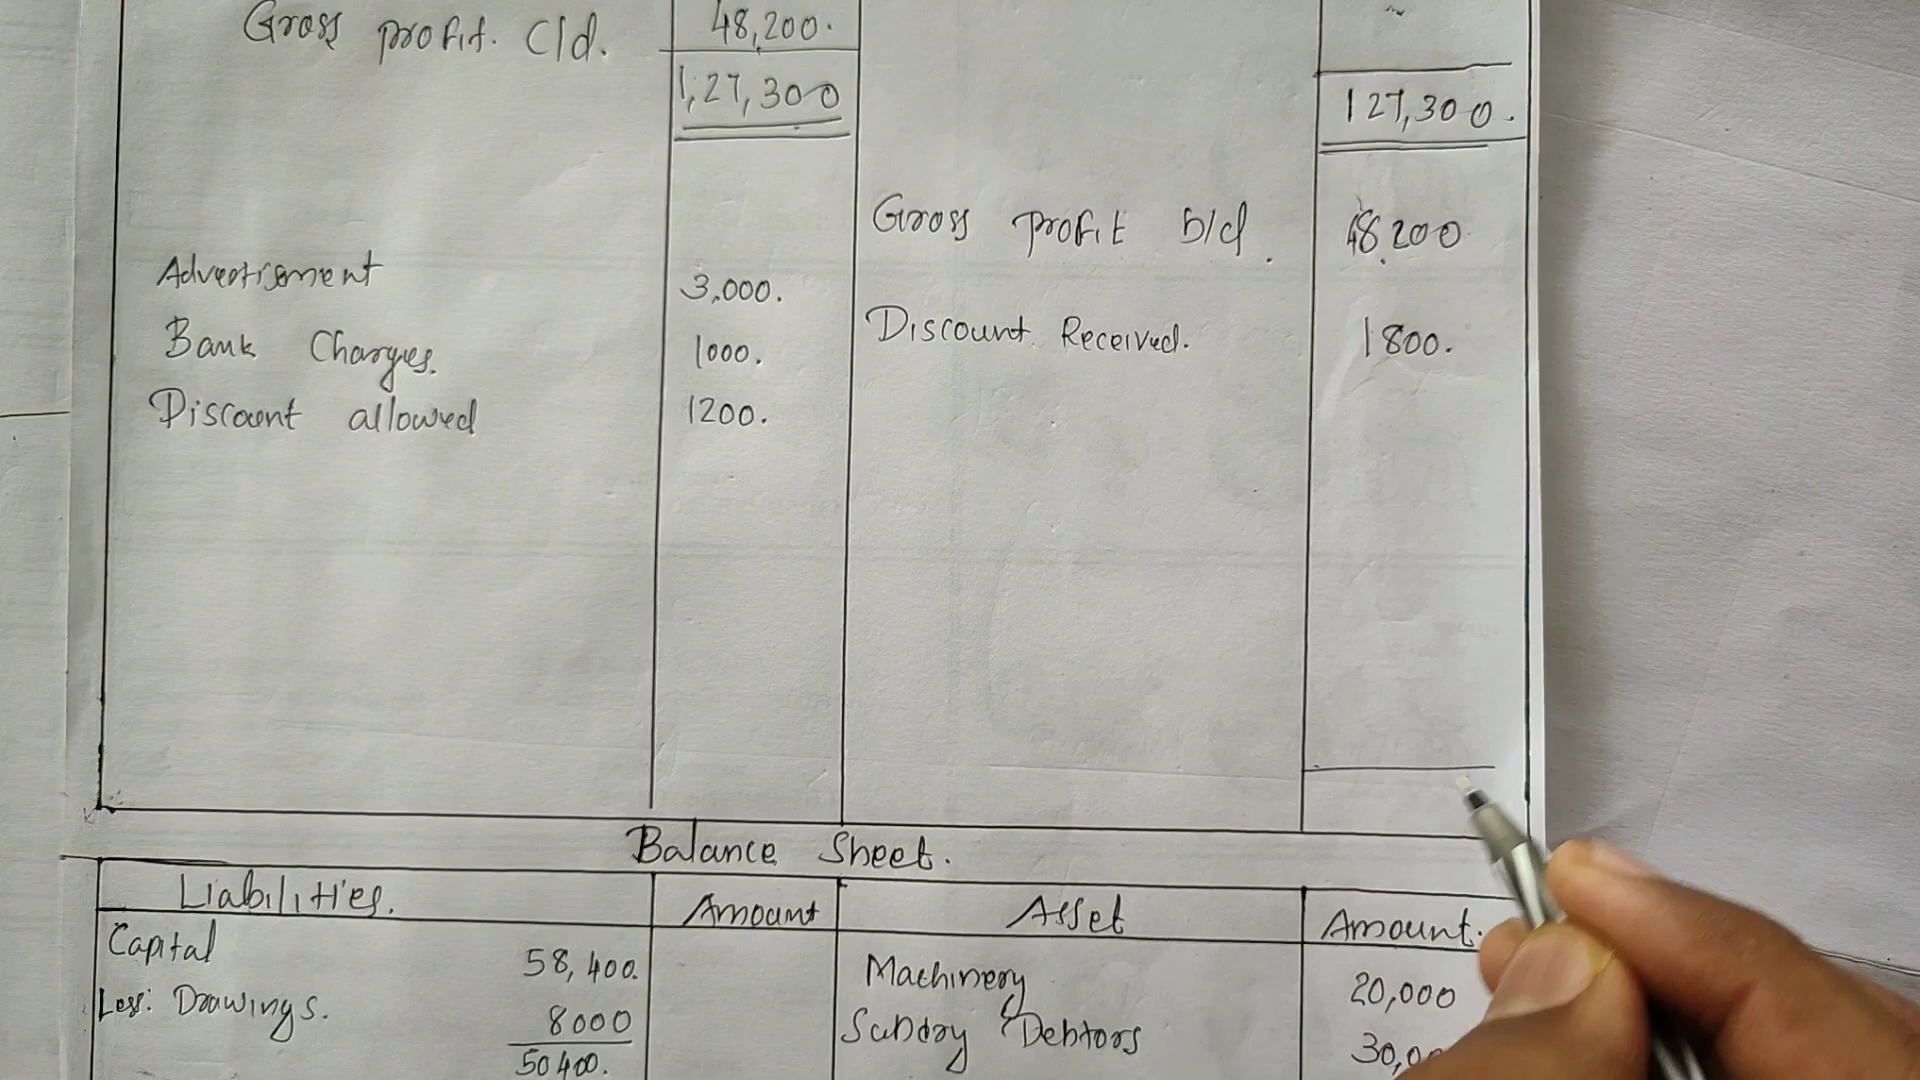 Gross profit. C/d. 48,200.
1,27,300 127,300.
Gross profit b/d. 48,200
Advertisement 3,000.
Discount Received. 1800.
Bank Charges. 1000.
Discount allowed 1200.
Balance Sheet.
Liabilities. Amount Asset Amount.
Capital 58,400. Machinery 20,000
Less: Drawings. 8000 Sundry Debtors
50400.